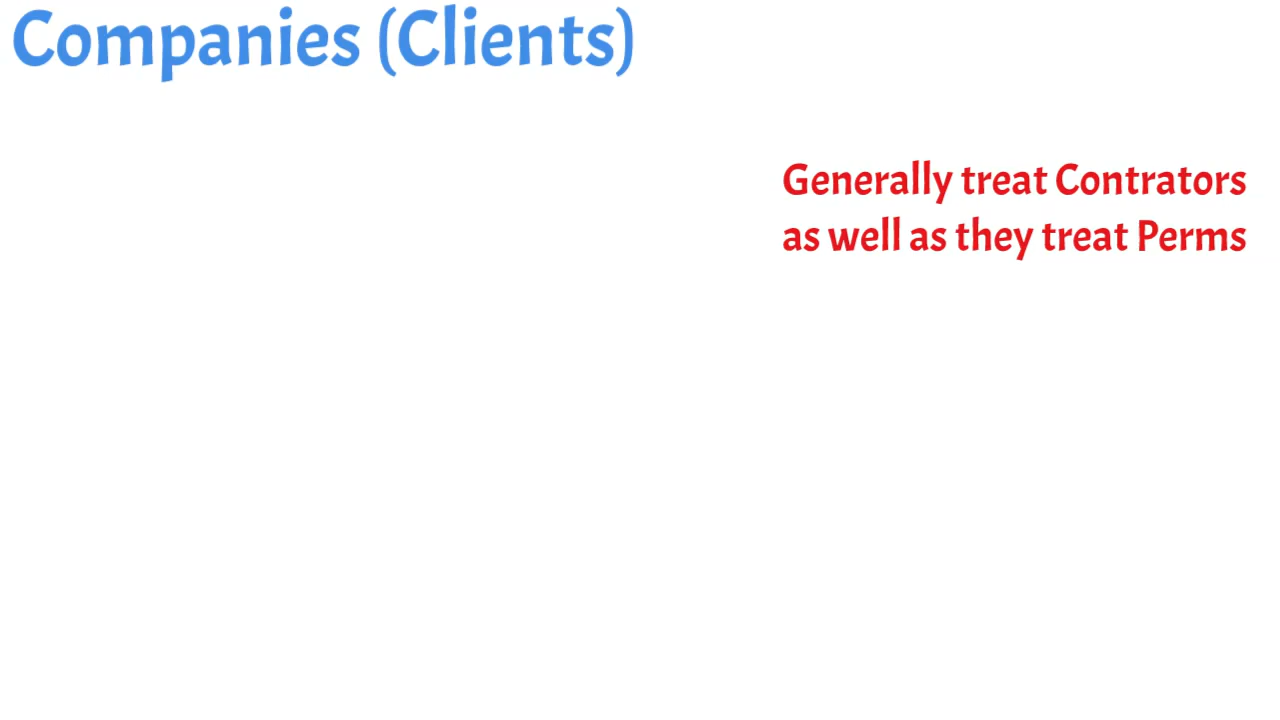 Companies (Clients)
Generally treat Contrators
as well as they treat Perms